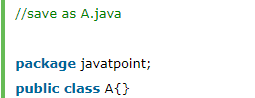 //save as A.java
package javatpoint;
public class A{}